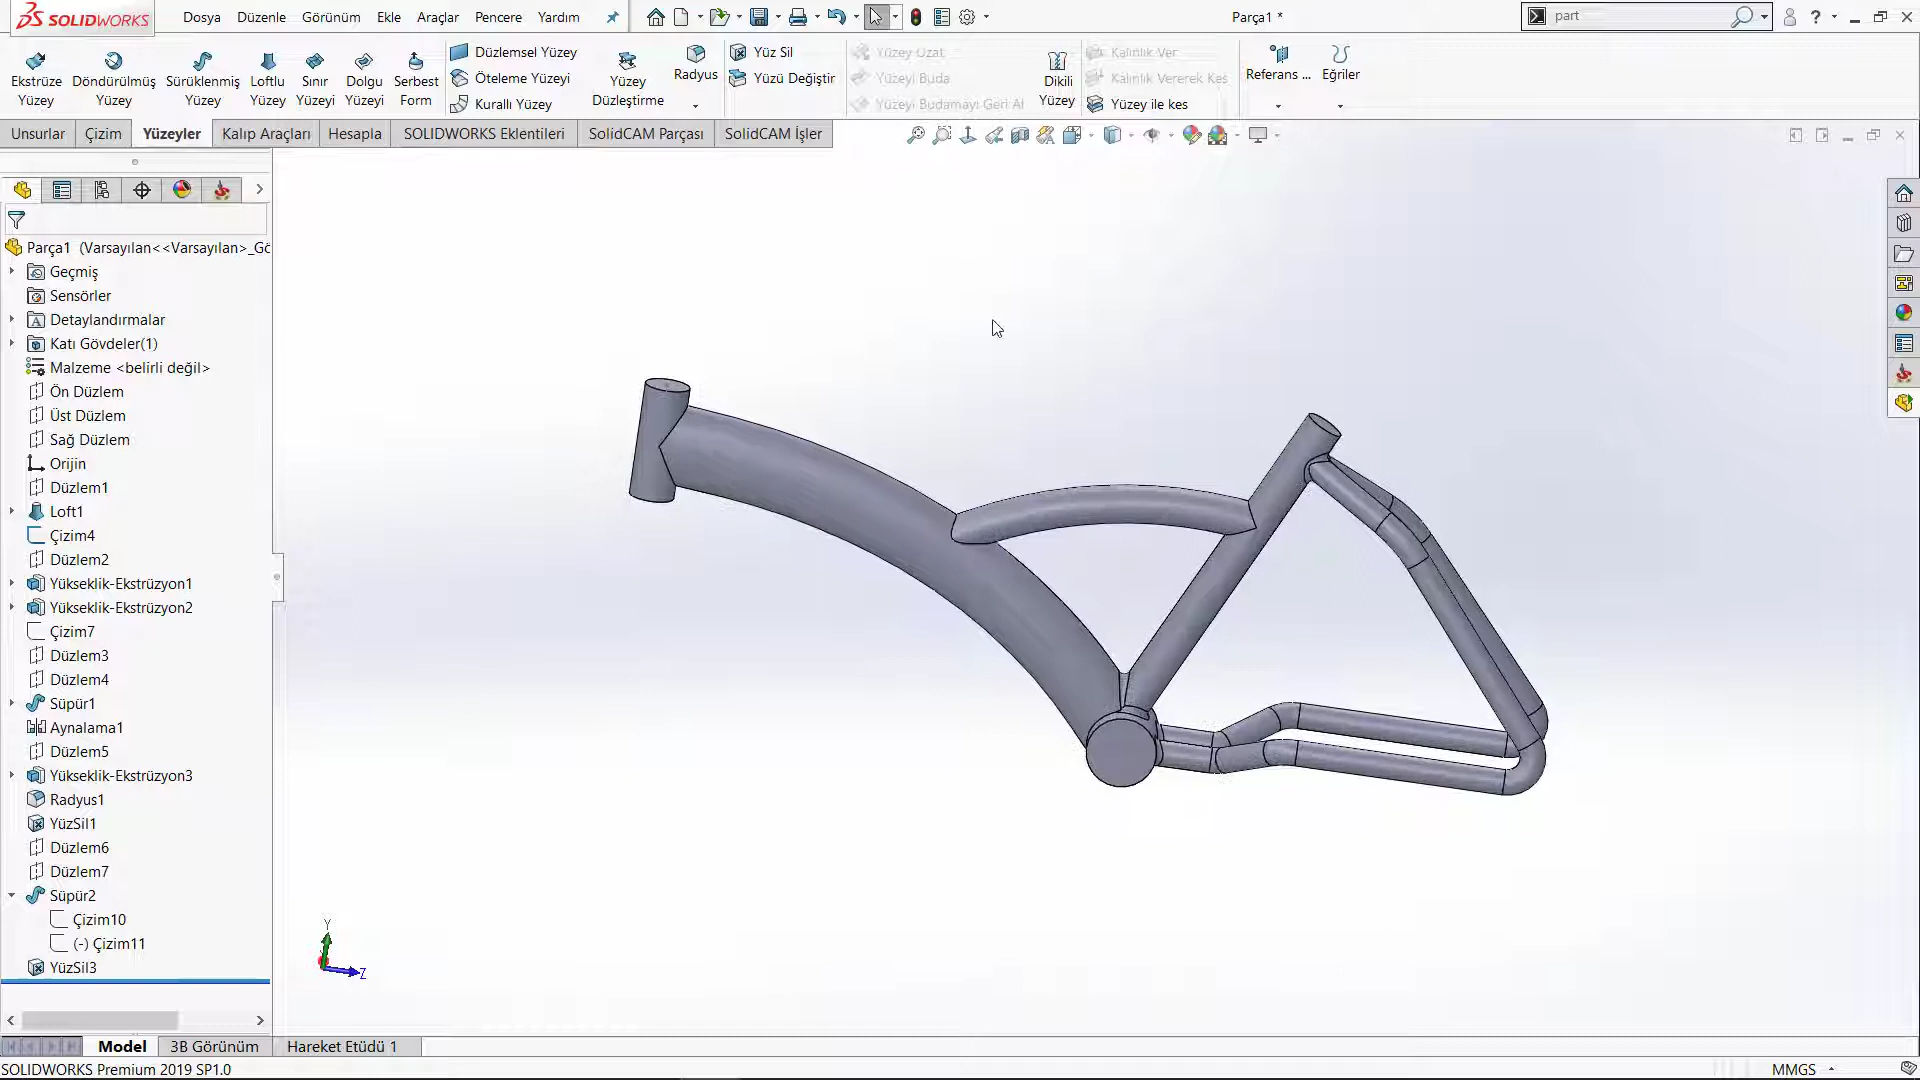 SOLIDWORKS
Dosya Düzenle Görünüm Ekle Araçlar Pencere Yardım
Parça1 *
part
Ekstrüze Yüzey
Döndürülmüş Yüzey
Sürüklenmiş Yüzey
Loftlu Yüzey
Sınır Yüzeyi
Dolgu Yüzeyi
Serbest Form
Düzlemsel Yüzey
Öteleme Yüzeyi
Kurallı Yüzey
Yüzey Düzleştirme
Radyus
Yüz Sil
Yüzü Değiştir
Yüzey Uzat
Yüzeyi Buda
Yüzeyi Budamayı Geri Al
Dikili Yüzey
Kalınlık Ver
Kalınlık Vererek Kes
Yüzey ile kes
Referans ...
Eğriler
Unsurlar Çizim Yüzeyler Kalıp Araçları Hesapla SOLIDWORKS Eklentileri SolidCAM Parçası SolidCAM İşler
Parça1 (Varsayılan<<Varsayılan>_Gö
Geçmiş
Sensörler
Detaylandırmalar
Katı Gövdeler(1)
Malzeme <belirli değil>
Ön Düzlem
Üst Düzlem
Sağ Düzlem
Orijin
Düzlem1
Loft1
Çizim4
Düzlem2
Yükseklik-Ekstrüzyon1
Yükseklik-Ekstrüzyon2
Çizim7
Düzlem3
Düzlem4
Süpür1
Aynalama1
Düzlem5
Yükseklik-Ekstrüzyon3
Radyus1
YüzSil1
Düzlem6
Düzlem7
Süpür2
Çizim10
(-) Çizim11
YüzSil3
Y
Z
Model 3B Görünüm Hareket Etüdü 1
SOLIDWORKS Premium 2019 SP1.0
MMGS